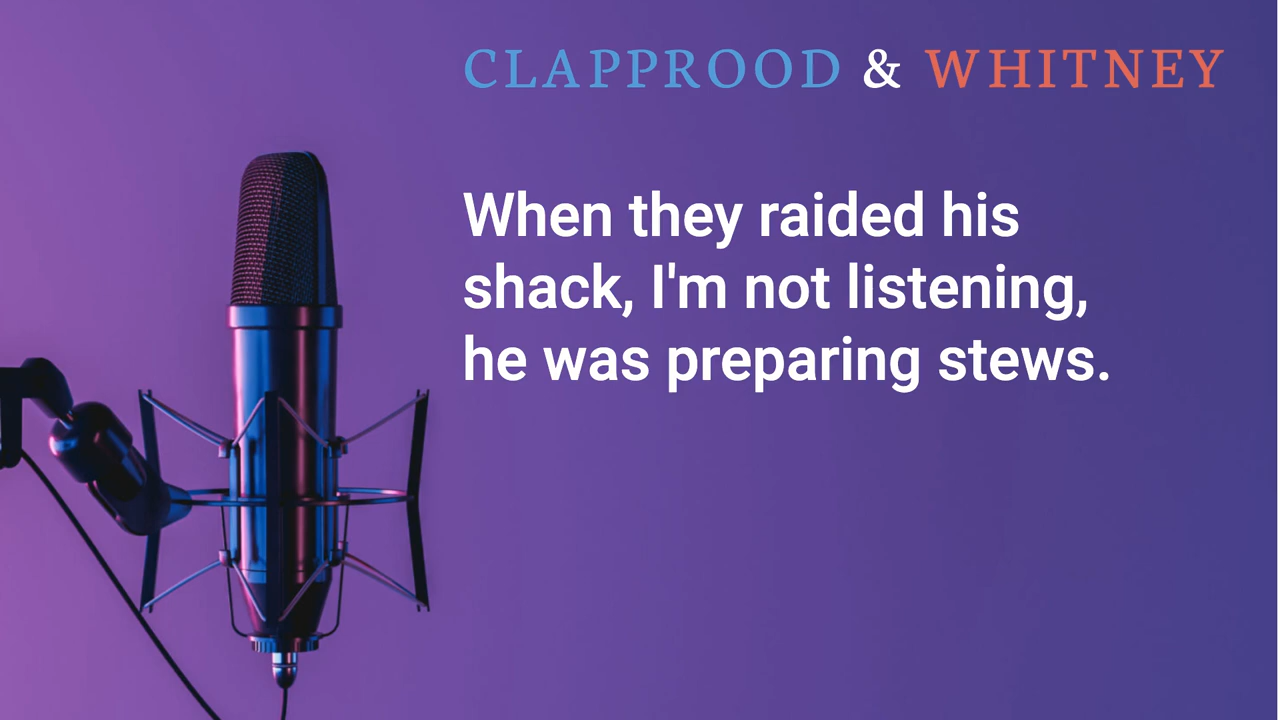 CLAPPROOD & WHITNEY
When they raided his
shack, I'm not listening,
he was preparing stews.